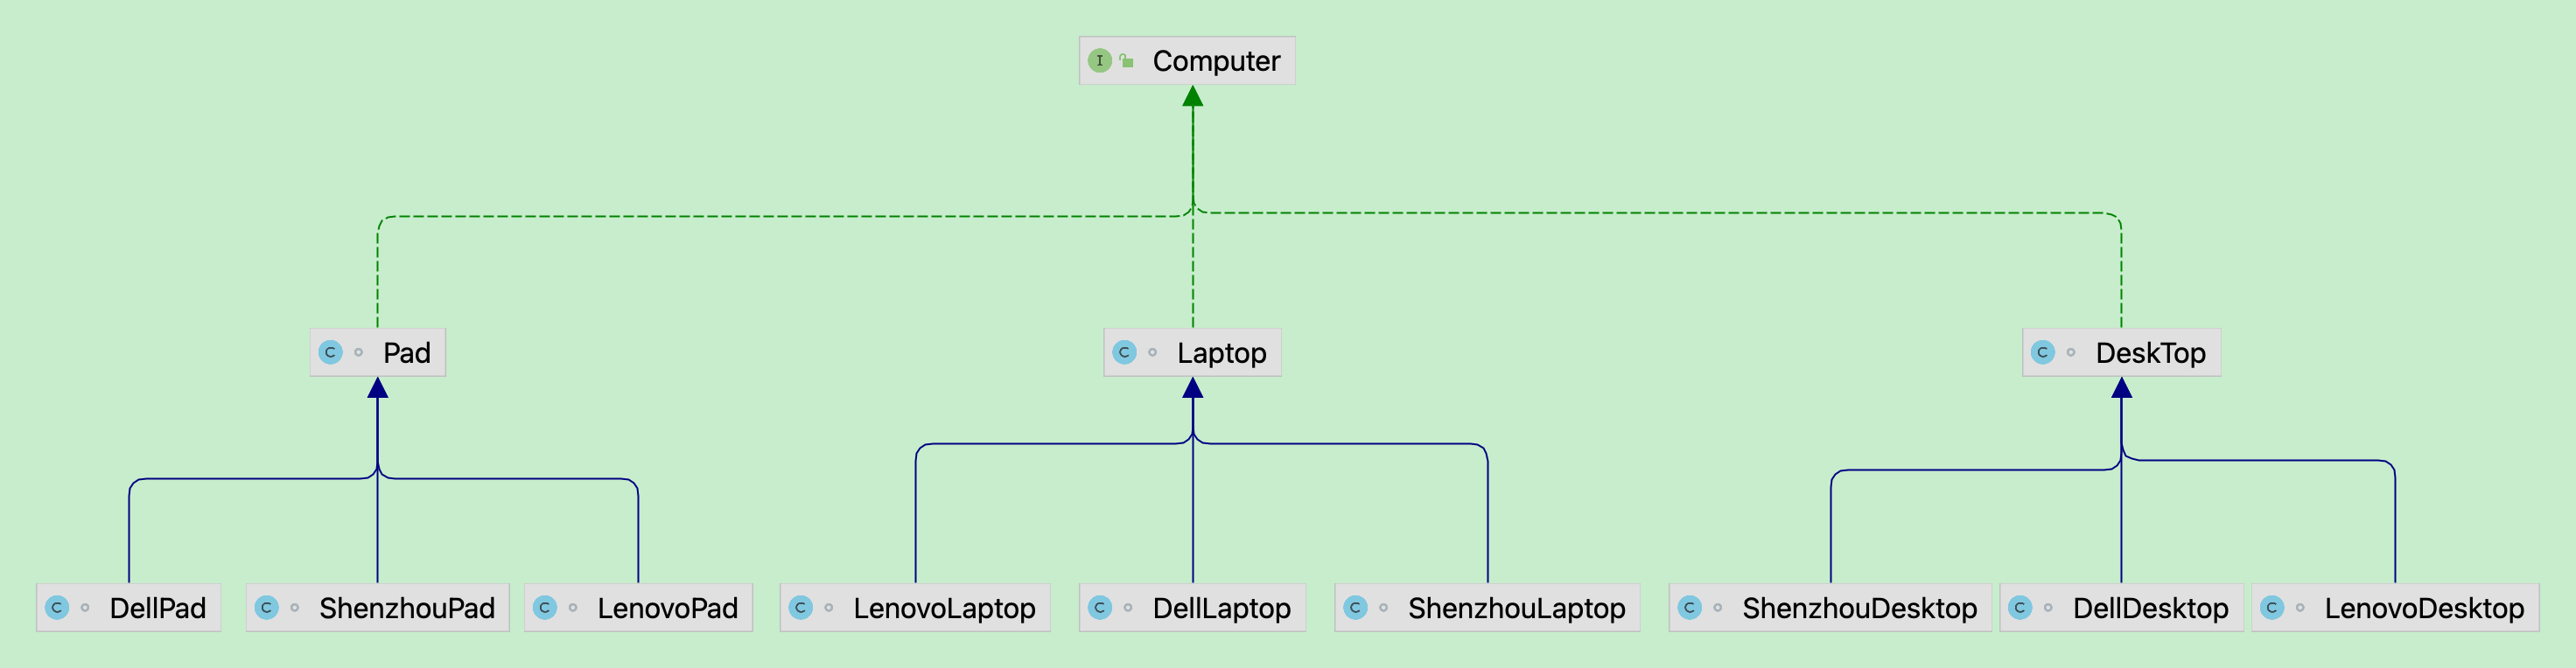 I Computer
C Pad
C Laptop
C DeskTop
C DellPad
C ShenzhouPad
C LenovoPad
C LenovoLaptop
C DellLaptop
C ShenzhouLaptop
C ShenzhouDesktop
C DellDesktop
C LenovoDesktop